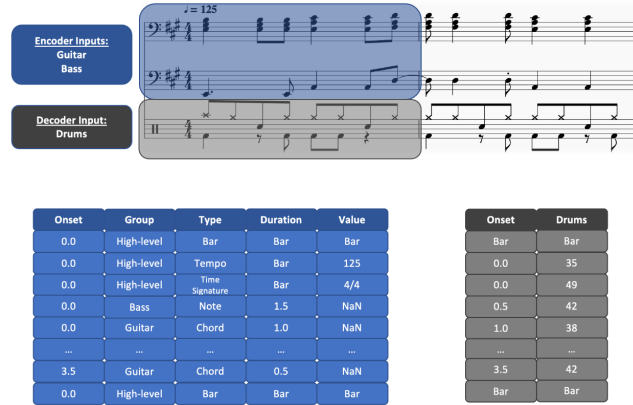 ♩ = 125
Encoder Inputs:
Guitar
Bass
Decoder Input:
Drums
Onset Group Type Duration Value
0.0 High-level Bar Bar Bar
0.0 High-level Tempo Bar 125
0.0 High-level Time Signature Bar 4/4
0.0 Bass Note 1.5 NaN
0.0 Guitar Chord 1.0 NaN
... ... ... ... ...
3.5 Guitar Chord 0.5 NaN
0.0 High-level Bar Bar Bar
Onset Drums
Bar Bar
0.0 35
0.0 49
0.5 42
1.0 38
... ...
3.5 42
Bar Bar